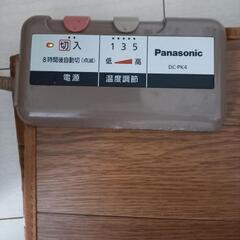 切 入
8時間後自動切(点滅)
電源
1 3 5
低 高
温度調節
Panasonic
DC-PK4